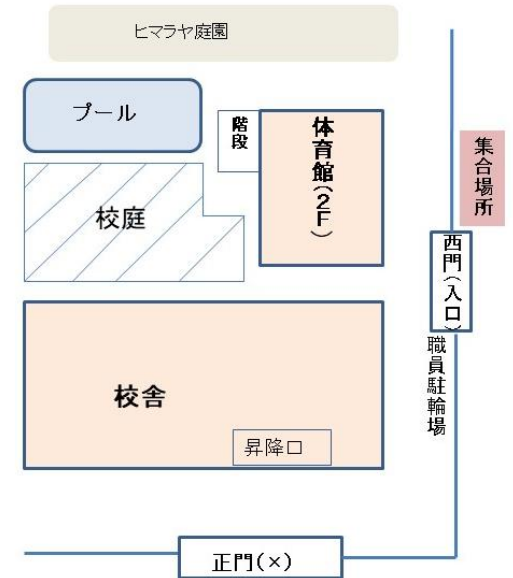 ヒマラヤ庭園
プール
階段
体育館(2F)
集合場所
校庭
西門(入口)
職員駐輪場
校舎
昇降口
正門(×)